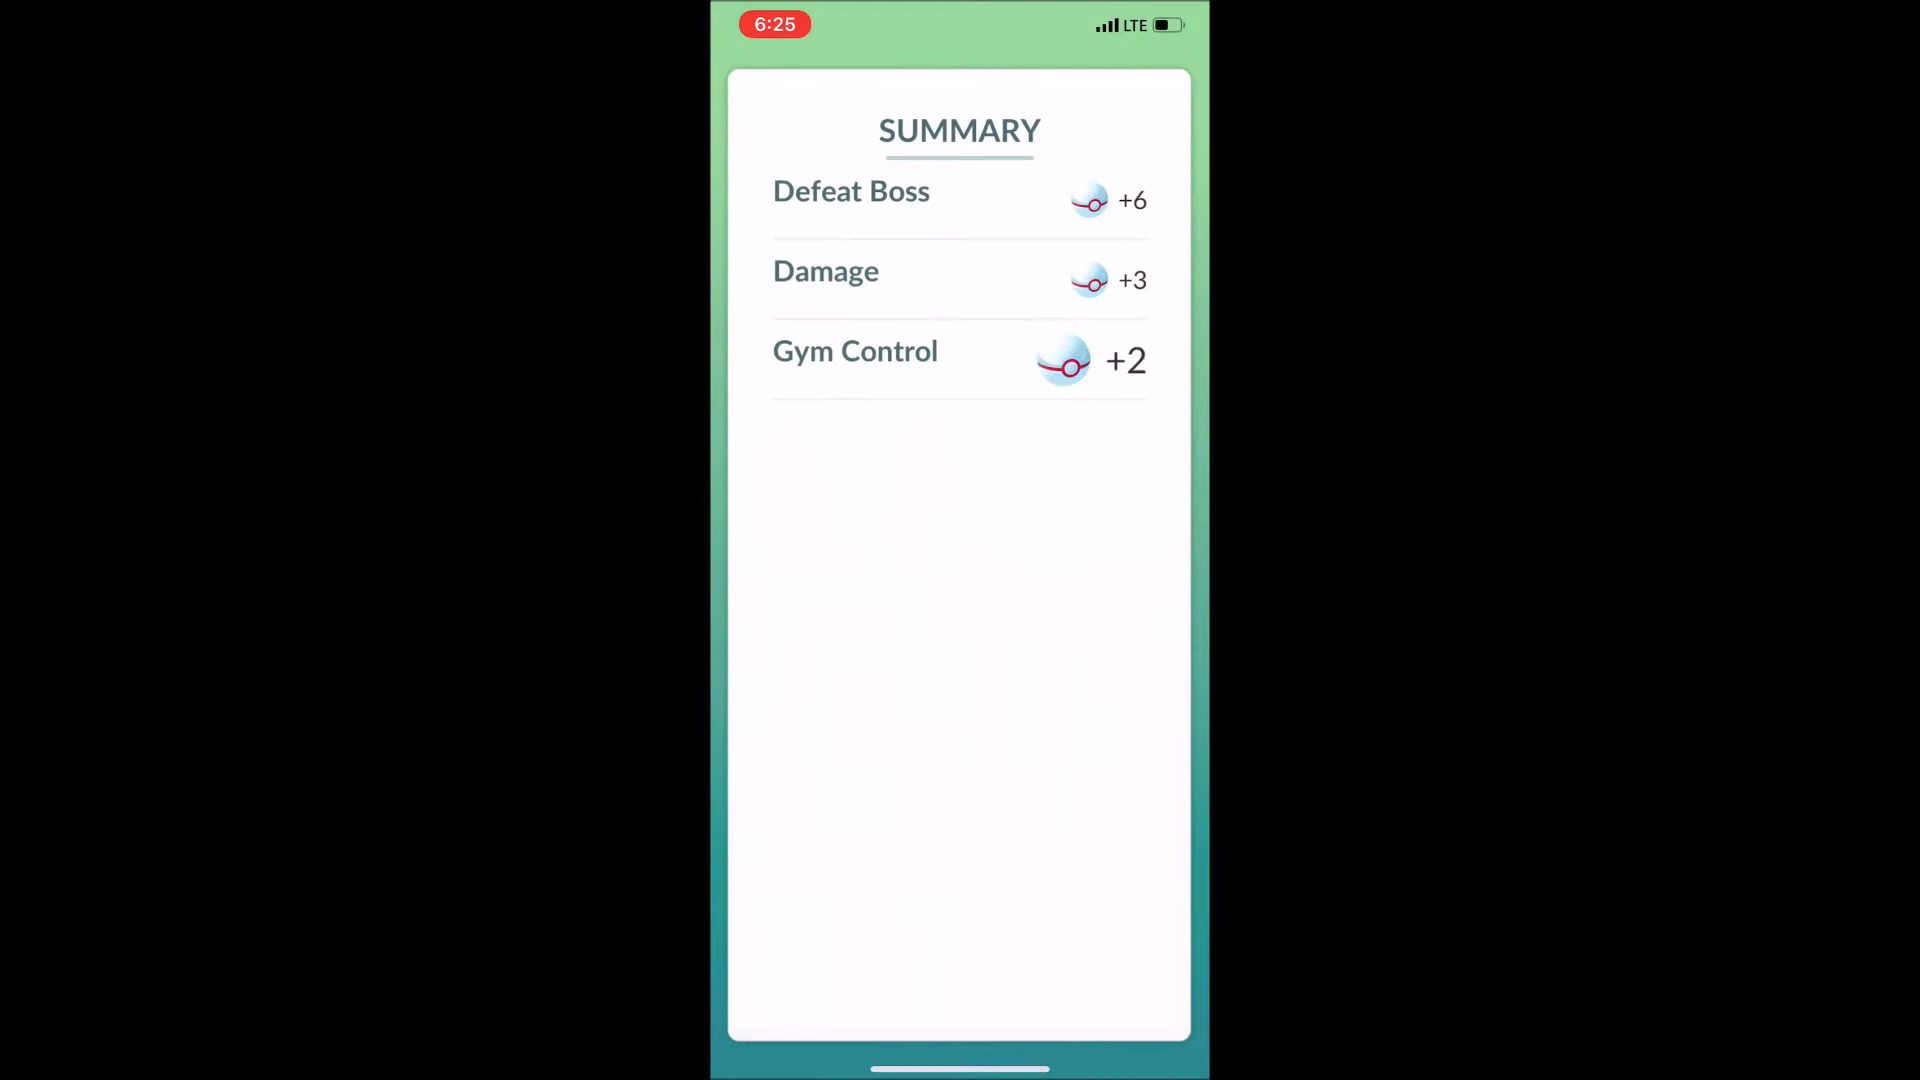 6:25 LTE
SUMMARY
Defeat Boss +6
Damage +3
Gym Control +2